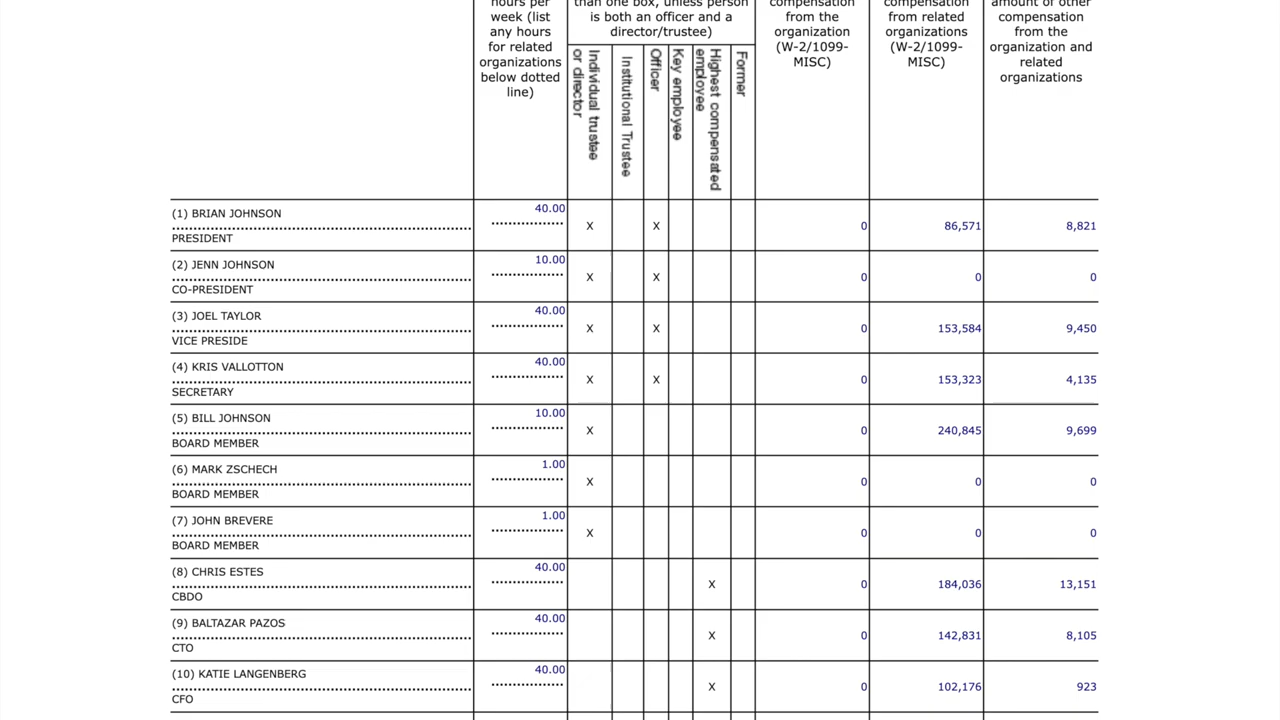 hours per week (list any hours for related organizations below dotted line)
than one box, unless person is both an officer and a director/trustee)
compensation from the organization (W-2/1099-MISC)
compensation from related organizations (W-2/1099-MISC)
amount of other compensation from the organization and related organizations
Individual trustee or director
Institutional Trustee
Officer
Key employee
Highest compensated employee
Former
(1) BRIAN JOHNSON
PRESIDENT
40.00 X X 0 86,571 8,821
(2) JENN JOHNSON
CO-PRESIDENT
10.00 X X 0 0 0
(3) JOEL TAYLOR
VICE PRESIDE
40.00 X X 0 153,584 9,450
(4) KRIS VALLOTTON
SECRETARY
40.00 X X 0 153,323 4,135
(5) BILL JOHNSON
BOARD MEMBER
10.00 X 0 240,845 9,699
(6) MARK ZSCHECH
BOARD MEMBER
1.00 X 0 0 0
(7) JOHN BREVERE
BOARD MEMBER
1.00 X 0 0 0
(8) CHRIS ESTES
CBDO
40.00 X 0 184,036 13,151
(9) BALTAZAR PAZOS
CTO
40.00 X 0 142,831 8,105
(10) KATIE LANGENBERG
CFO
40.00 X 0 102,176 923